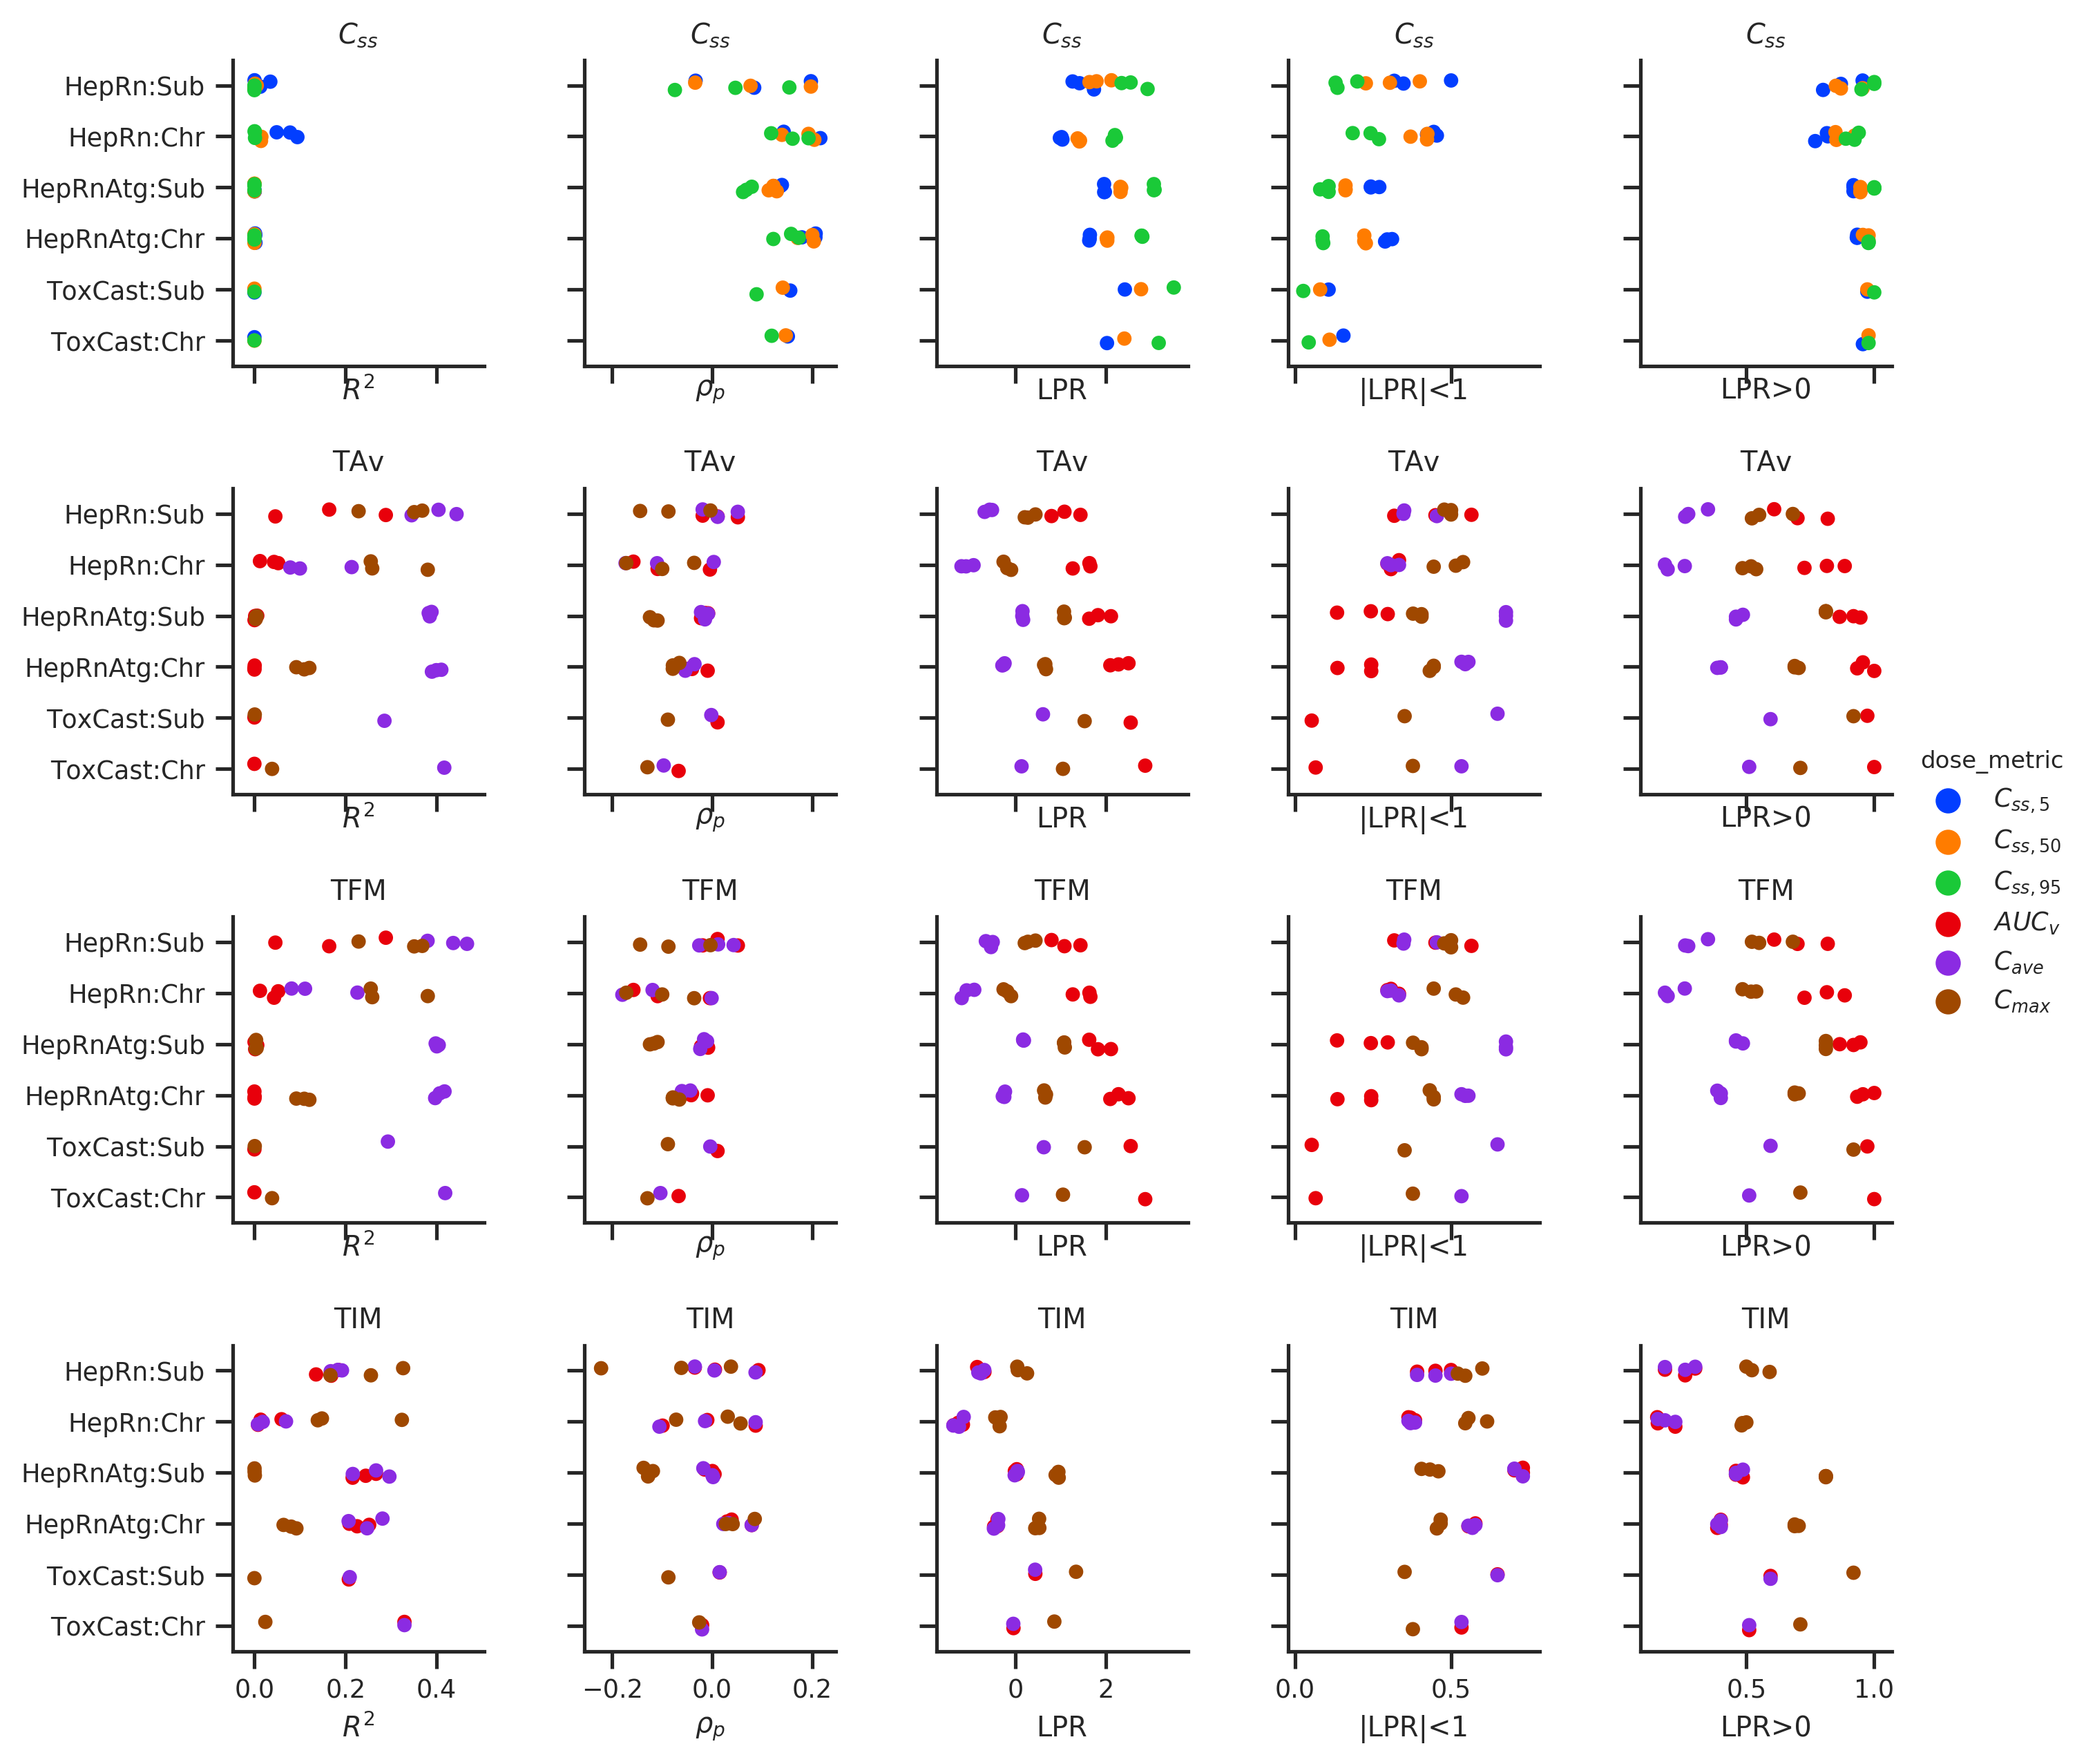 C_ss C_ss C_ss C_ss C_ss
HepRn:Sub
HepRn:Chr
HepRnAtg:Sub
HepRnAtg:Chr
ToxCast:Sub
ToxCast:Chr
R² ρ_p LPR |LPR|<1 LPR>0
TAv TAv TAv TAv TAv
HepRn:Sub
HepRn:Chr
HepRnAtg:Sub
HepRnAtg:Chr
ToxCast:Sub
ToxCast:Chr
R² ρ_p LPR |LPR|<1 LPR>0
dose_metric
C_ss,5
C_ss,50
C_ss,95
AUC_v
C_ave
C_max
TFM TFM TFM TFM TFM
HepRn:Sub
HepRn:Chr
HepRnAtg:Sub
HepRnAtg:Chr
ToxCast:Sub
ToxCast:Chr
R² ρ_p LPR |LPR|<1 LPR>0
TIM TIM TIM TIM TIM
HepRn:Sub
HepRn:Chr
HepRnAtg:Sub
HepRnAtg:Chr
ToxCast:Sub
ToxCast:Chr
0.0 0.2 0.4 −0.2 0.0 0.2 0 2 0.0 0.5 0.5 1.0
R² ρ_p LPR |LPR|<1 LPR>0